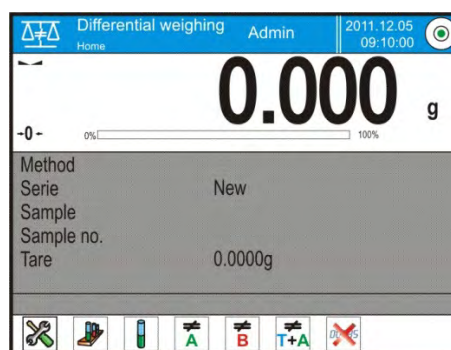 Differential weighing Admin 2011.12.05
Home 09:10:00
0.000 g
→0← 0% 100%
Method
Serie New
Sample
Sample no.
Tare 0.0000g
A B T+A